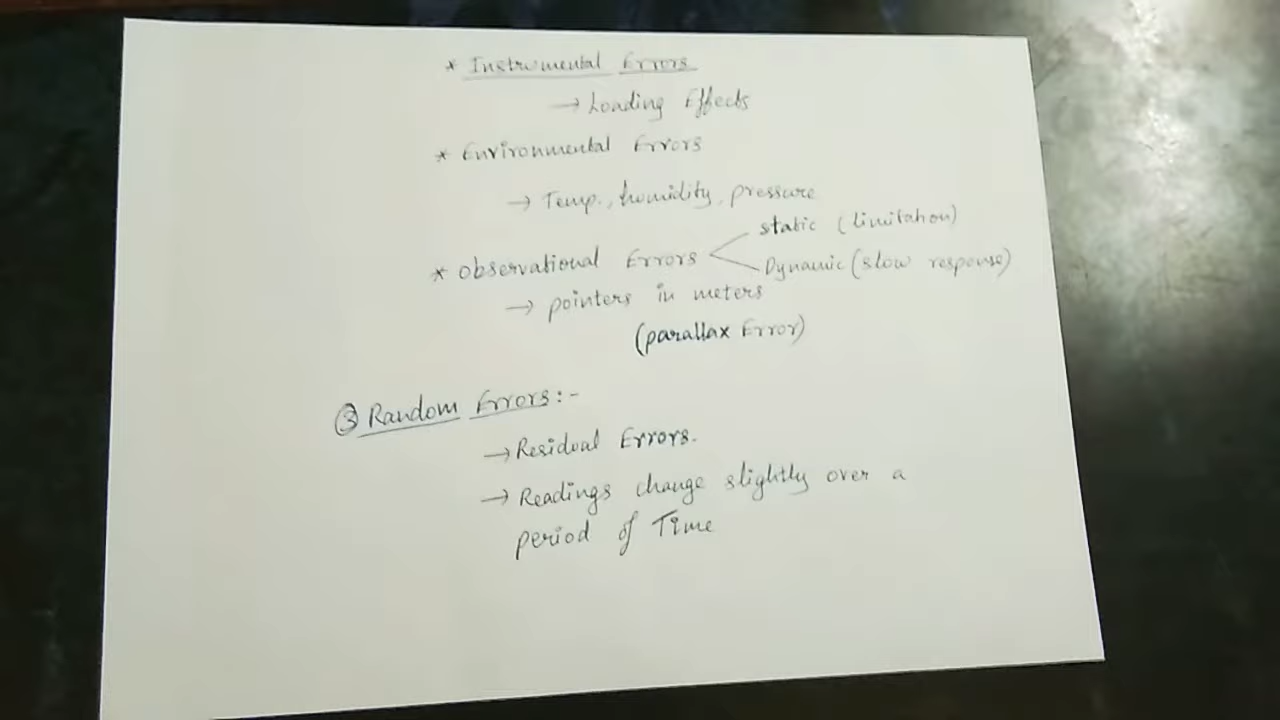 * Instrumental Errors
→ Loading Effects
* Environmental Errors
→ Temp., humidity, pressure
static (limitation)
* Observational Errors
Dynamic (slow response)
→ pointers in meters
(parallax Error)
③ Random Errors:-
→ Residual Errors.
→ Readings change slightly over a
period of Time